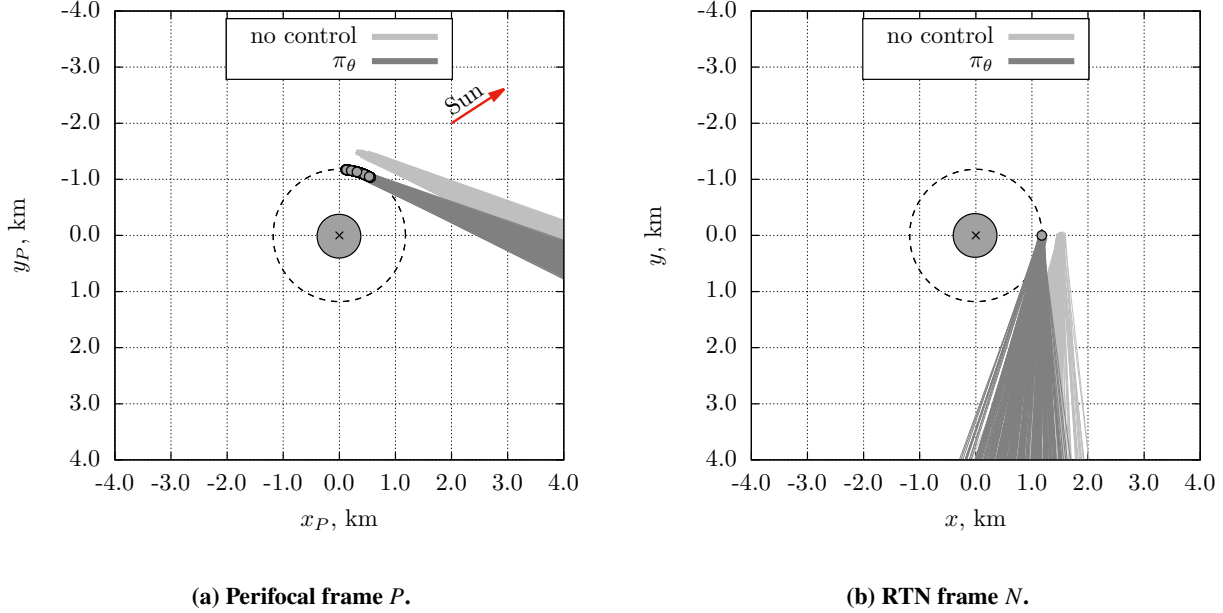 -4.0
-3.0
-2.0
-1.0
0.0
1.0
2.0
3.0
4.0
-4.0 -3.0 -2.0 -1.0 0.0 1.0 2.0 3.0 4.0
y_P, km
x_P, km
no control
π_θ
Sun
(a) Perifocal frame P.
-4.0
-3.0
-2.0
-1.0
0.0
1.0
2.0
3.0
4.0
-4.0 -3.0 -2.0 -1.0 0.0 1.0 2.0 3.0 4.0
y, km
x, km
no control
π_θ
(b) RTN frame N.